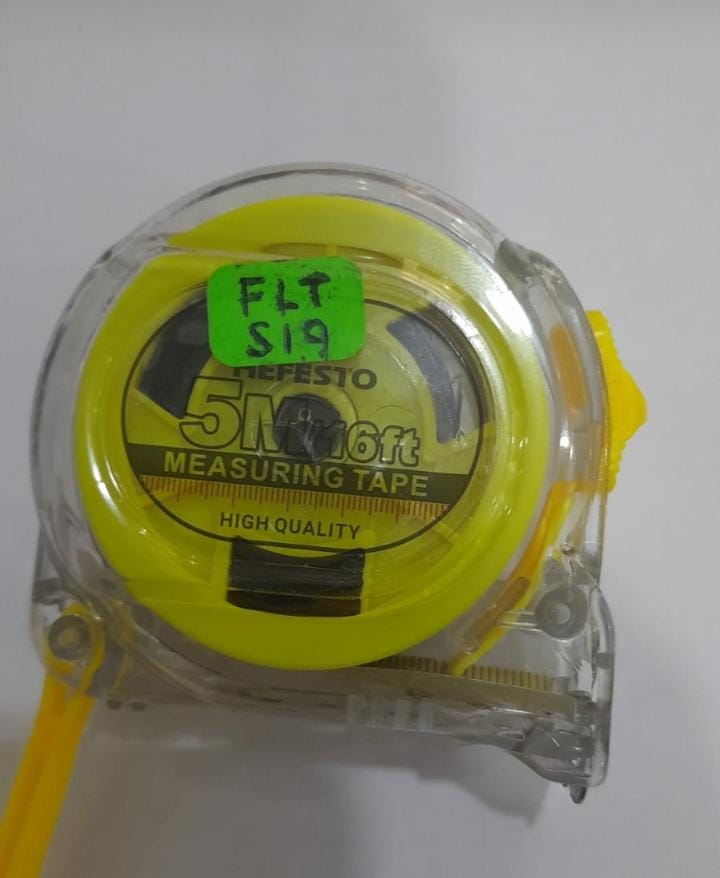 FLT
S19
HEFESTO
5M/16ft
MEASURING TAPE
HIGH QUALITY